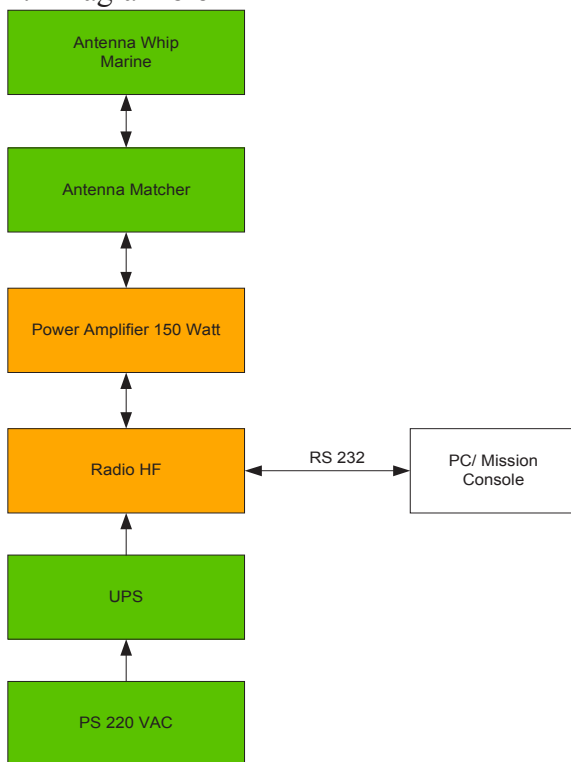 Antenna Whip
Marine
Antenna Matcher
Power Amplifier 150 Watt
Radio HF
RS 232
PC/ Mission
Console
UPS
PS 220 VAC